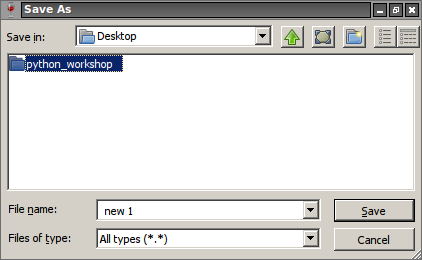 Save As
Save in:
Desktop
python_workshop
File name:
new 1
Save
Files of type:
All types (*.*)
Cancel